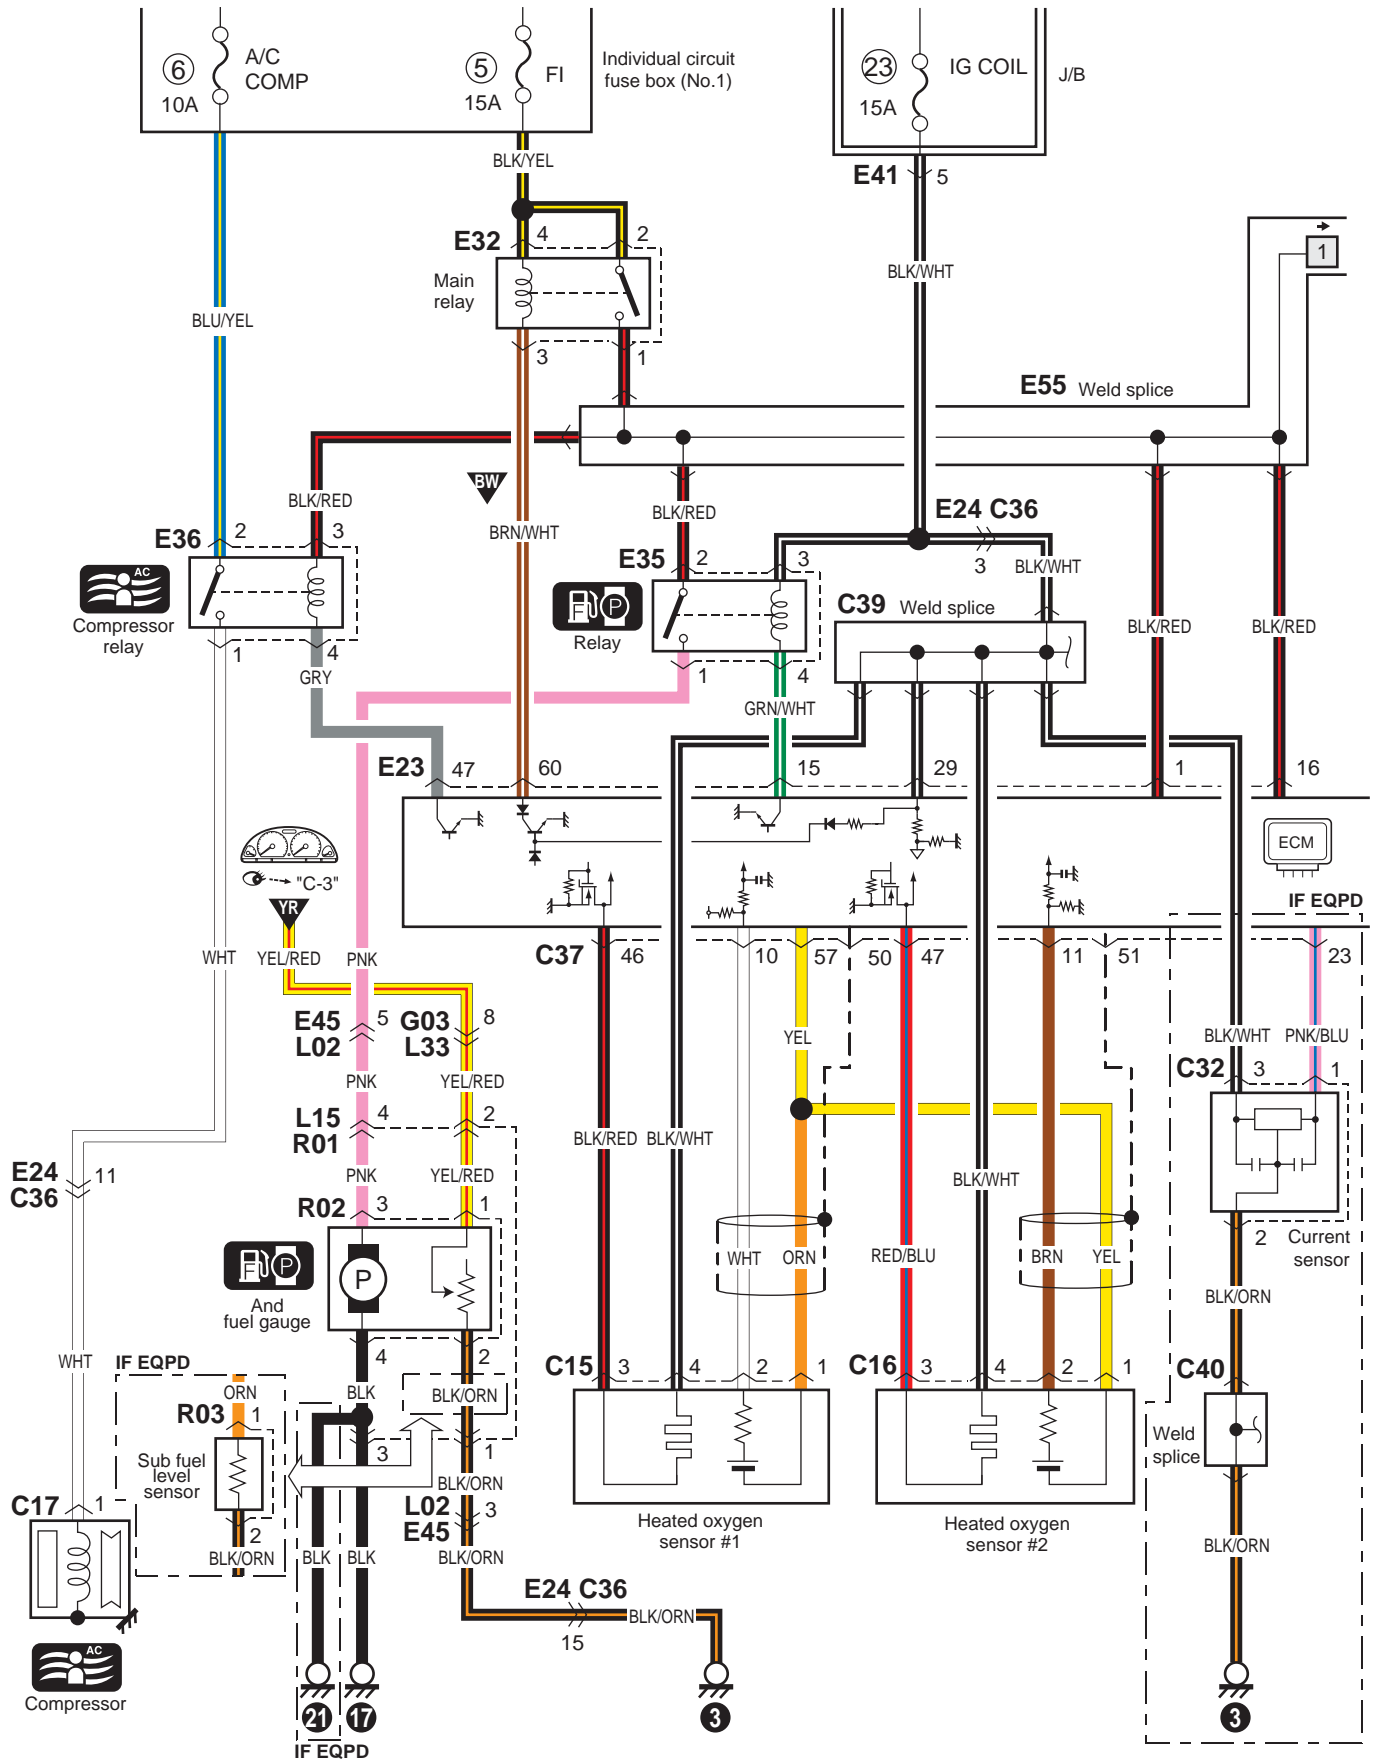 6
A/C
COMP
10A
5
FI
15A
Individual circuit
fuse box (No.1)
23
IG COIL
15A
J/B
BLK/YEL
E41
5
E32
4
2
Main
relay
3
1
BLK/WHT
1
BLU/YEL
E55 Weld splice
BW
BLK/RED
BRN/WHT
BLK/RED
E24 C36
3
BLK/WHT
E36
2
3
AC
Compressor
relay
1
4
GRY
E35
2
3
F
P
Relay
1
4
GRN/WHT
C39 Weld splice
BLK/RED
BLK/RED
E23
47
60
15
29
1
16
ECM
"C-3"
YR
IF EQPD
WHT
YEL/RED
PNK
C37
46
10
57
50
47
11
51
23
E45
L02
5
G03
L33
8
YEL
BLK/WHT
PNK/BLU
PNK
YEL/RED
C32
3
1
L15
R01
4
2
BLK/RED
BLK/WHT
PNK
YEL/RED
E24
C36
11
BLK/WHT
R02
3
1
2
Current
sensor
F
P
P
And
fuel gauge
WHT
ORN
RED/BLU
BRN
YEL
BLK/ORN
4
2
WHT
IF EQPD
C15
3
4
2
1
C16
3
4
2
1
C40
ORN
R03
1
BLK
BLK/ORN
Weld
splice
Sub fuel
level
sensor
3
1
BLK/ORN
C17
1
2
L02
E45
3
Heated oxygen
sensor #1
Heated oxygen
sensor #2
BLK/ORN
BLK
BLK
BLK/ORN
BLK/ORN
E24 C36
15
BLK/ORN
AC
Compressor
21
17
3
3
IF EQPD